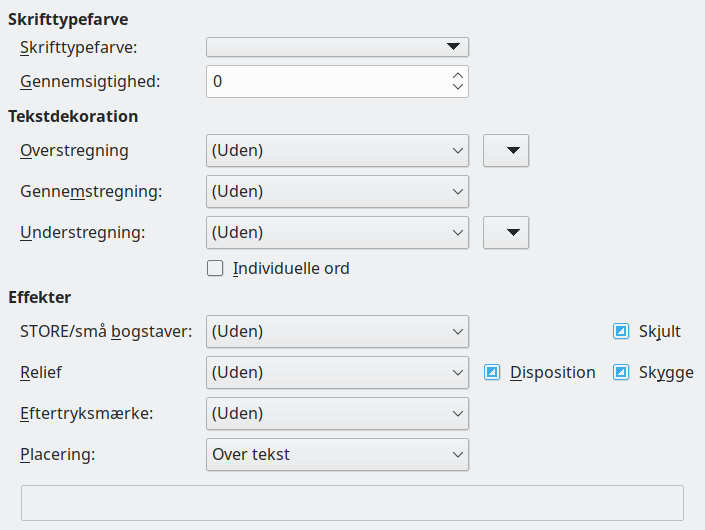 Skrifttypefarve
Skrifttypefarve:
Gennemsigtighed: 0
Tekstdekoration
Overstregning (Uden)
Gennemstregning: (Uden)
Understregning: (Uden)
Individuelle ord
Effekter
STORE/små bogstaver: (Uden) Skjult
Relief (Uden) Disposition Skygge
Eftertryksmærke: (Uden)
Placering: Over tekst